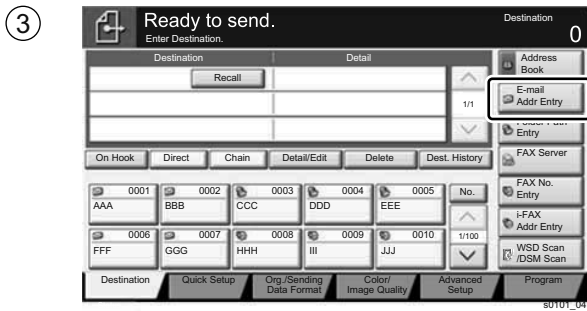 3
Ready to send.
Enter Destination.
Destination
0
Destination Detail
Recall
1/1
Address
Book
E-mail
Addr Entry
Entry
On Hook Direct Chain Detail/Edit Delete Dest. History
FAX Server
0001 0002 0003 0004 0005 No.
AAA BBB CCC DDD EEE
FAX No.
Entry
0006 0007 0008 0009 0010 1/100
FFF GGG HHH III JJJ
i-FAX
Addr Entry
WSD Scan
/DSM Scan
Destination Quick Setup Org./Sending
Data Format Color/
Image Quality Advanced
Setup Program
s0101_04